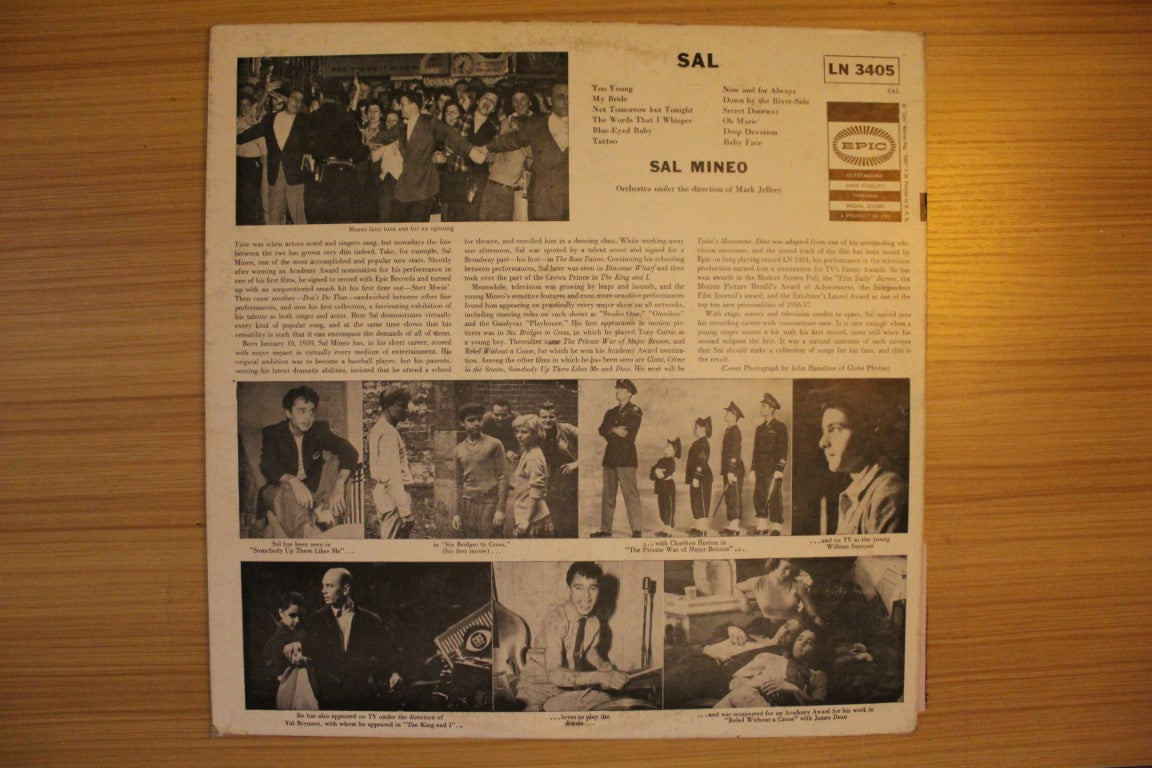 SAL
LN 3405
SAL
Too Young
My Bride
Not Tomorrow but Tonight
The Words That I Whisper
Blue-Eyed Baby
Tattoo
Now and for Always
Down by the River-Side
Secret Doorway
Oh Marie
Deep Devotion
Baby Face
SAL MINEO
Orchestra under the direction of Mark Jeffrey
EPIC
OUTSTANDING
HIGH FIDELITY
THROUGH
RADIAL SOUND
A PRODUCT OF CBS
Mineo fans turn out for an opening
Time was when actors acted and singers sang, but nowadays the line
between the two has grown very dim indeed. Take, for example, Sal
Mineo, one of the most accomplished and popular new stars. Shortly
after winning an Academy Award nomination for his performance in
one of his first films, he signed to record with Epic Records and turned
up with an unquestioned smash hit his first time out—Start Movin'.
Then came another—Don't Do That—sandwiched between other fine
performances, and now his first collection, a fascinating exhibition of
his talents as both singer and actor. Here Sal demonstrates virtually
every kind of popular song, and at the same time shows that his
versatility is such that it can encompass the demands of all of them.
Born January 10, 1939, Sal Mineo has, in his short career, scored
with major impact in virtually every medium of entertainment. His
original ambition was to become a baseball player, but his parents,
sensing his latent dramatic abilities, insisted that he attend a school
for theatre, and enrolled him in a dancing class. While working away
one afternoon, Sal was spotted by a talent scout and signed for a
Broadway part—his first—in The Rose Tattoo. Continuing his schooling
between performances, Sal later was seen in Dinosaur Wharf and then
took over the part of the Crown Prince in The King and I.
Meanwhile, television was growing by leaps and bounds, and the
young Mineo's sensitive features and even more sensitive performances
found him appearing on practically every major show on all networks,
including starring roles on such shows as "Studio One," "Omnibus"
and the Goodyear "Playhouse." His first appearance in motion pic-
tures was in Six Bridges to Cross, in which he played Tony Curtis as
a young boy. Thereafter came The Private War of Major Benson, and
Rebel Without a Cause, for which he won his Academy Award nomina-
tion. Among the other films in which he has been seen are Giant, Crime
in the Streets, Somebody Up There Likes Me and Dino. His next will be
Tubie's Monument. Dino was adapted from one of his outstanding tele-
vision successes, and the sound track of the film has been issued by
Epic on long playing record LN 3404; his performance in the television
production earned him a nomination for TV's Emmy Awards. He has
won awards in the Modern Screen Poll, the "Film Daily" Survey, the
Motion Picture Herald's Award of Achievement, the Independent
Film Journal's award, and the Exhibitor's Laurel Award as one of the
top ten new personalities of 1956-57.
With stage, screen and television credits to spare, Sal moved into
his recording career with consummate ease. It is rare enough when a
young singer scores a hit with his first record, rarer still when his
second eclipses the first. It was a natural outcome of such success
that Sal should make a collection of songs for his fans, and this is
the result.
(Cover Photograph by John Hamilton of Globe Photos)
Sal has been seen in
"Somebody Up There Likes Me"...
in "Six Bridges to Cross,"
(his first movie)...
...with Charlton Heston in
"The Private War of Major Benson"...
...and on TV as the young
William Saroyan
He has also appeared on TV under the direction of
Yul Brynner, with whom he appeared in "The King and I"...
...loves to play the
drums...
...and was nominated for an Academy Award for his work in
"Rebel Without a Cause" with James Dean